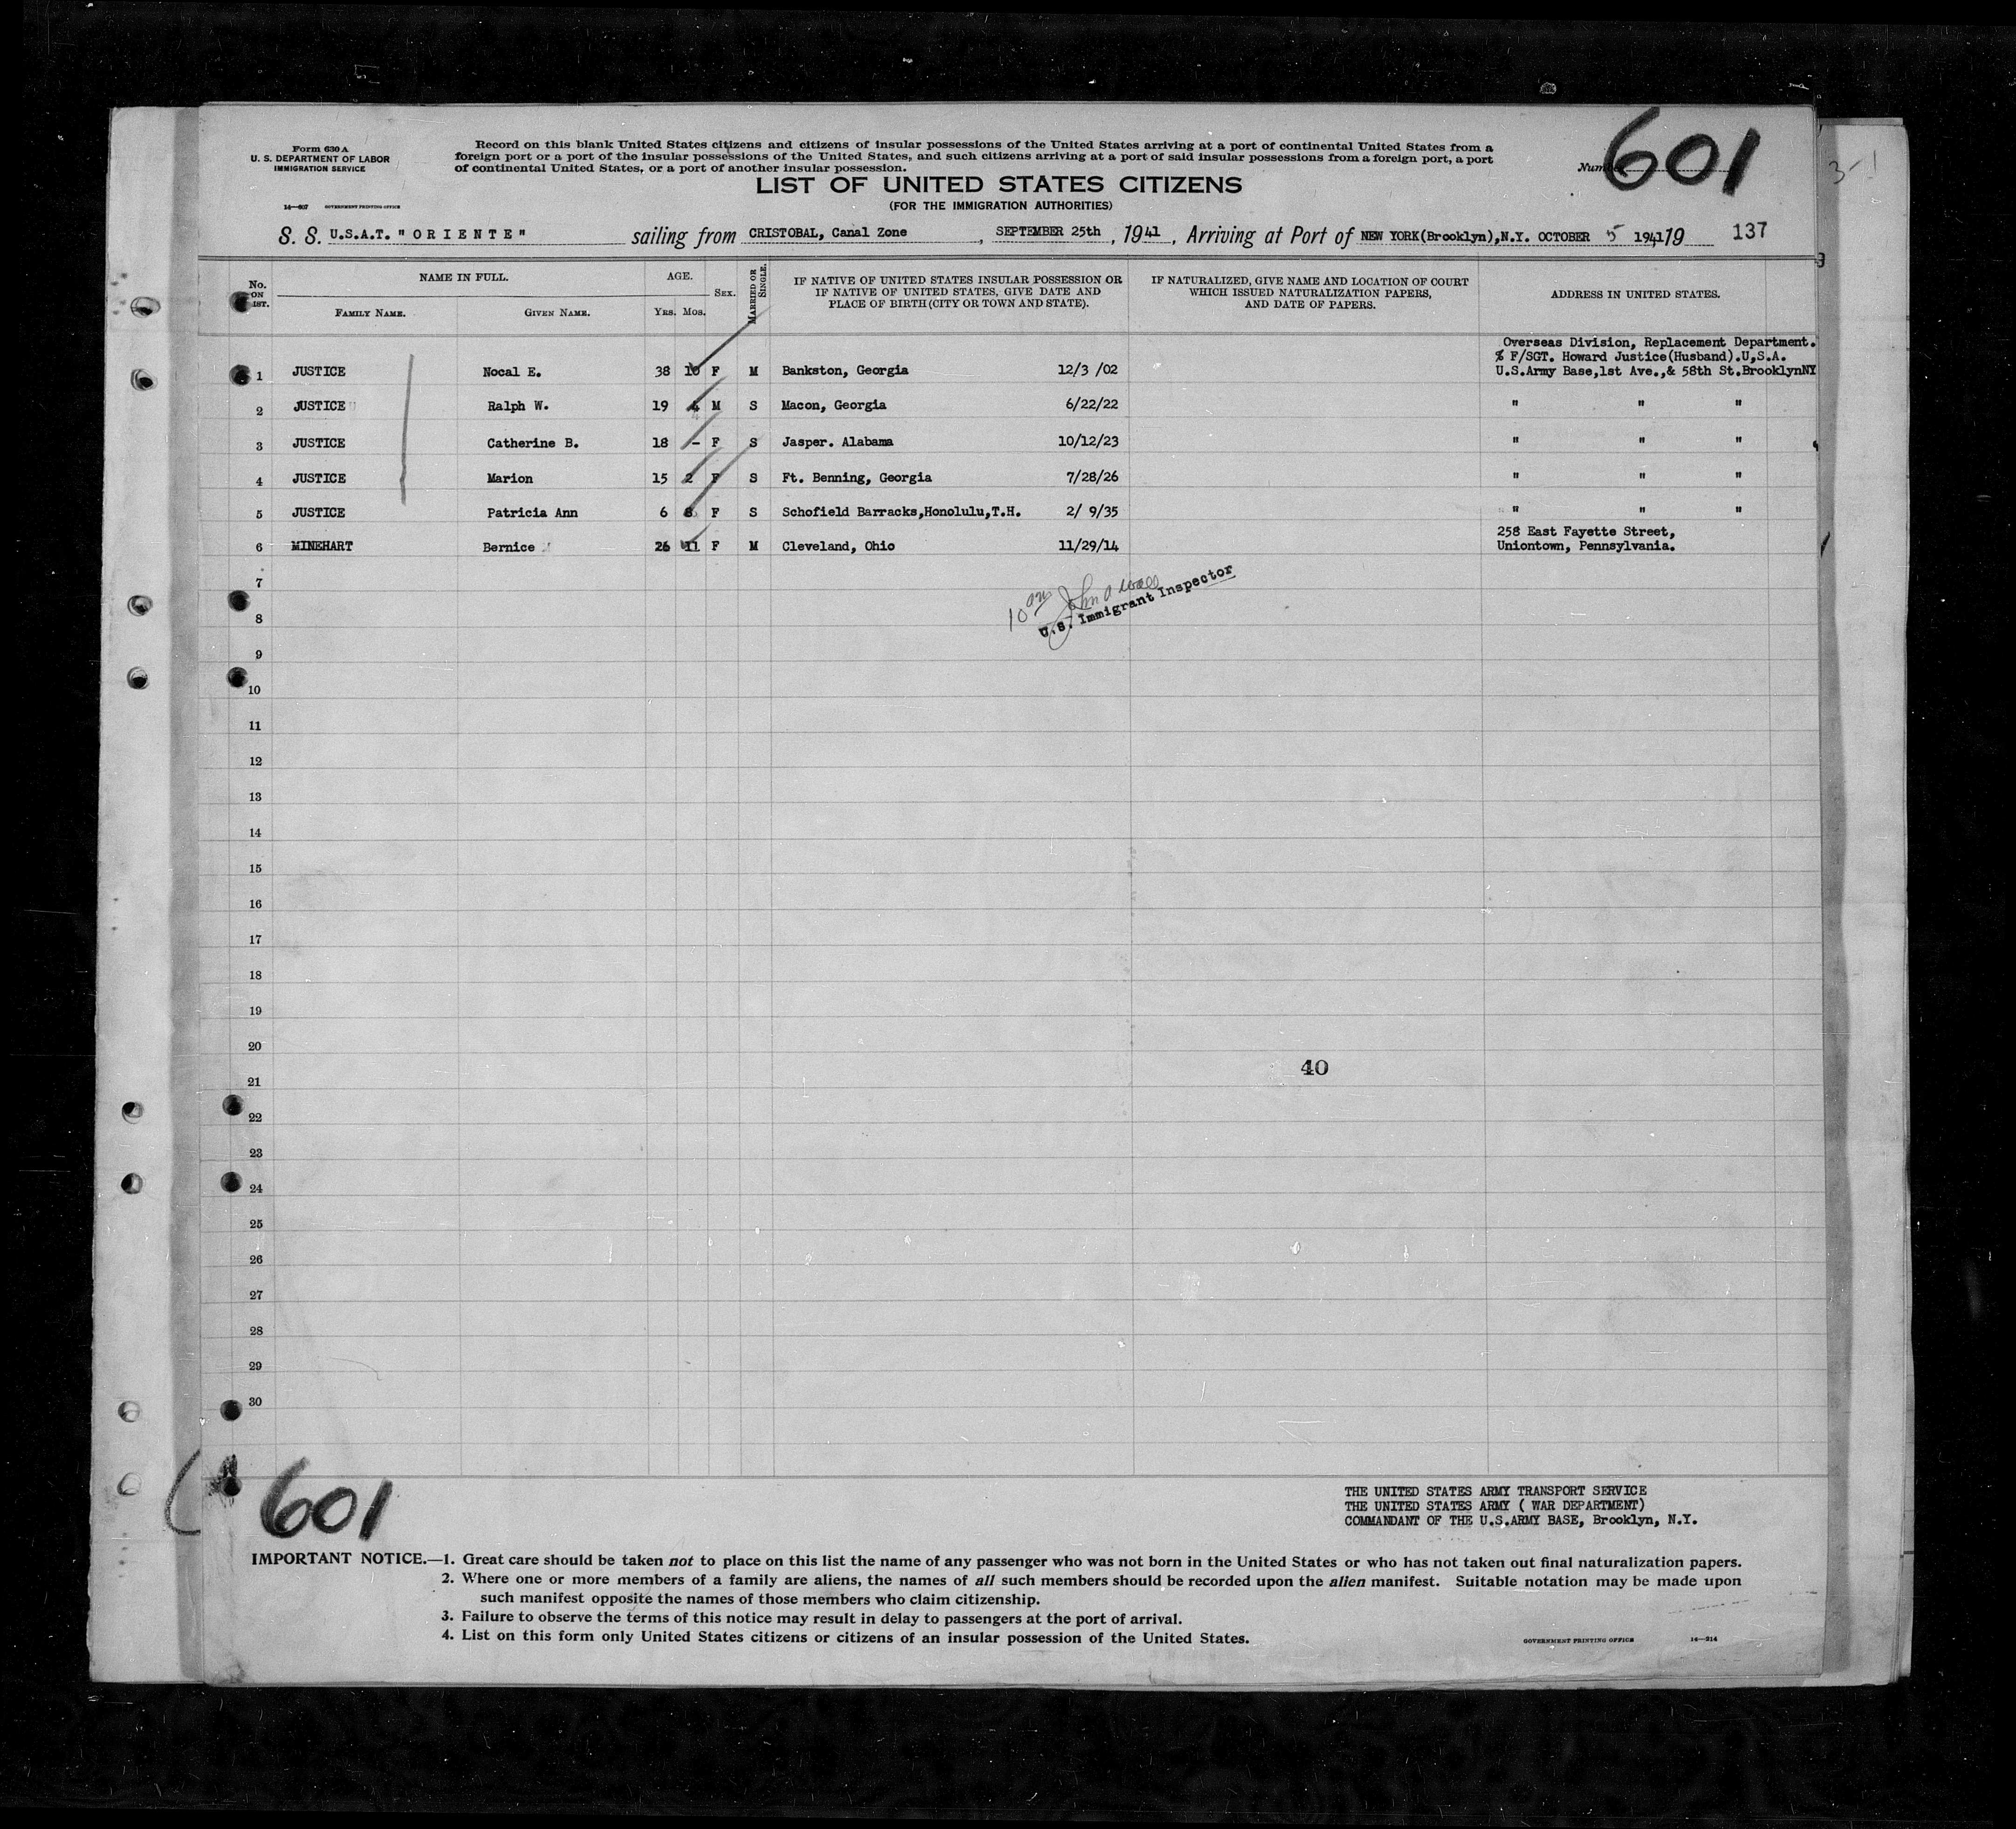 Form 630 A
U. S. DEPARTMENT OF LABOR
IMMIGRATION SERVICE
14—807 GOVERNMENT PRINTING OFFICE
Record on this blank United States citizens and citizens of insular possessions of the United States arriving at a port of continental United States from a
foreign port or a port of the insular possessions of the United States, and such citizens arriving at a port of said insular possessions from a foreign port, a port
of continental United States, or a port of another insular possession.
LIST OF UNITED STATES CITIZENS
(FOR THE IMMIGRATION AUTHORITIES)
601
3-1
S. S. U.S.A.T. " O R I E N T E " sailing from CRISTOBAL, Canal Zone, SEPTEMBER 25th, 1941, Arriving at Port of NEW YORK(Brooklyn),N.Y. OCTOBER 5 1941 19 137
No. ON LIST. NAME IN FULL. AGE. SEX. MARRIED OR SINGLE. IF NATIVE OF UNITED STATES INSULAR POSSESSION OR
IF NATIVE OF UNITED STATES, GIVE DATE AND
PLACE OF BIRTH (CITY OR TOWN AND STATE). IF NATURALIZED, GIVE NAME AND LOCATION OF COURT
WHICH ISSUED NATURALIZATION PAPERS,
AND DATE OF PAPERS. ADDRESS IN UNITED STATES.
FAMILY NAME. GIVEN NAME. YRS. MOS.
Overseas Division, Replacement Department.
% F/SGT. Howard Justice(Husband).U,S.A.
1 JUSTICE Nocal E. 38 10 F M Bankston, Georgia 12/3 /02 U.S.Army Base,1st Ave.,& 58th St.BrooklynNY
2 JUSTICE Ralph W. 19 4 M S Macon, Georgia 6/22/22 " " "
3 JUSTICE Catherine B. 18 - F S Jasper. Alabama 10/12/23 " " "
4 JUSTICE Marion 15 2 F S Ft. Benning, Georgia 7/28/26 " " "
5 JUSTICE Patricia Ann 6 8 F S Schofield Barracks,Honolulu,T.H. 2/ 9/35 " " "
258 East Fayette Street,
6 MINEHART Bernice 26 11 F M Cleveland, Ohio 11/29/14 Uniontown, Pennsylvania.
7
10 am John A
U.S. Immigrant Inspector
8
9
10
11
12
13
14
15
16
17
18
19
20
40
21
22
23
24
25
26
27
28
29
30
601
THE UNITED STATES ARMY TRANSPORT SERVICE
THE UNITED STATES ARMY ( WAR DEPARTMENT)
COMMANDANT OF THE U.S.ARMY BASE, Brooklyn, N.Y.
IMPORTANT NOTICE.—1. Great care should be taken not to place on this list the name of any passenger who was not born in the United States or who has not taken out final naturalization papers.
2. Where one or more members of a family are aliens, the names of all such members should be recorded upon the alien manifest. Suitable notation may be made upon
such manifest opposite the names of those members who claim citizenship.
3. Failure to observe the terms of this notice may result in delay to passengers at the port of arrival.
4. List on this form only United States citizens or citizens of an insular possession of the United States.
GOVERNMENT PRINTING OFFICE 14—214